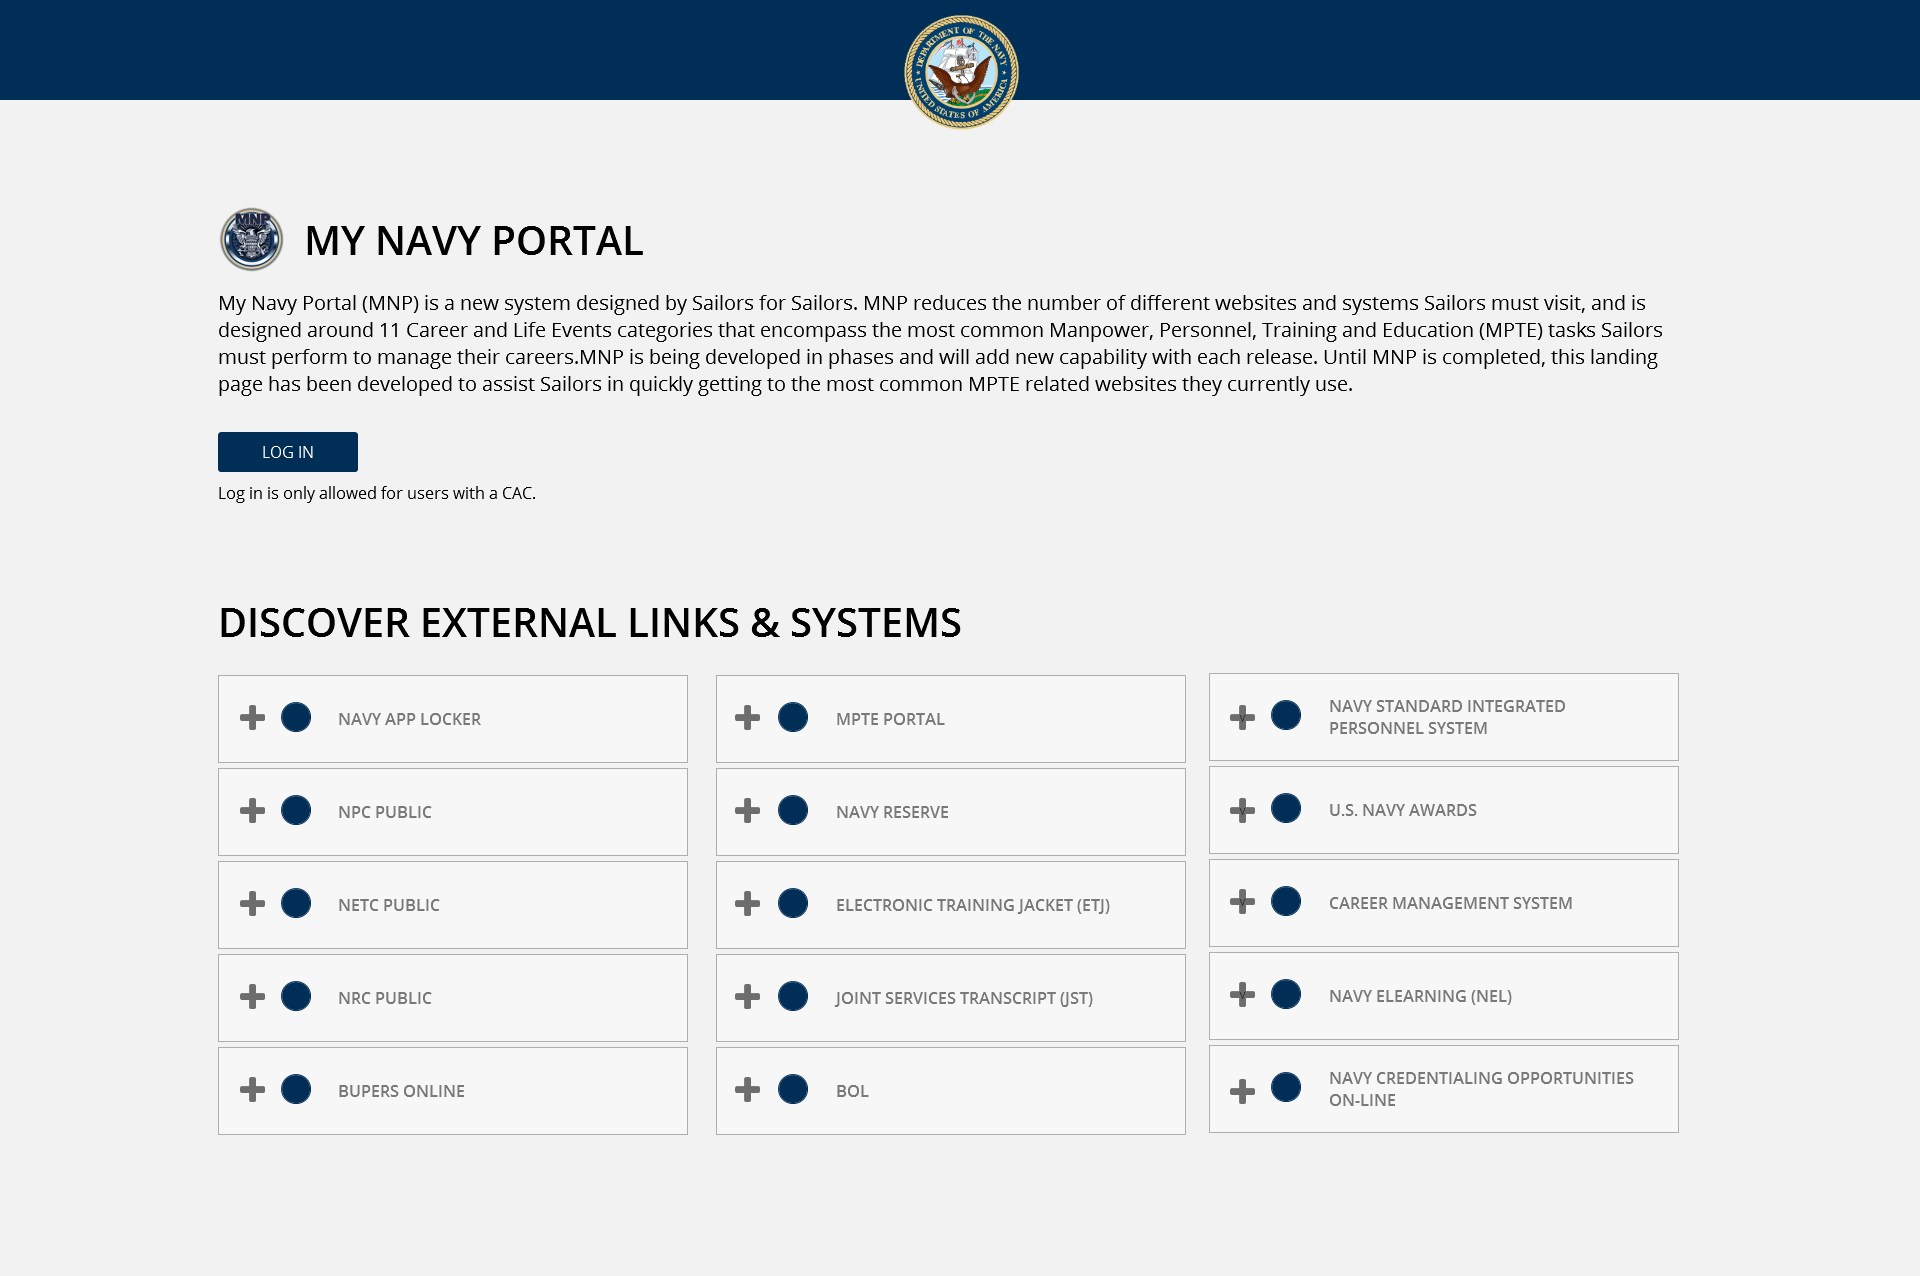 DEPARTMENT OF THE NAVY
UNITED STATES OF AMERICA
MNP
MY NAVY PORTAL
My Navy Portal (MNP) is a new system designed by Sailors for Sailors. MNP reduces the number of different websites and systems Sailors must visit, and is
designed around 11 Career and Life Events categories that encompass the most common Manpower, Personnel, Training and Education (MPTE) tasks Sailors
must perform to manage their careers.MNP is being developed in phases and will add new capability with each release. Until MNP is completed, this landing
page has been developed to assist Sailors in quickly getting to the most common MPTE related websites they currently use.
LOG IN
Log in is only allowed for users with a CAC.
DISCOVER EXTERNAL LINKS & SYSTEMS
NAVY APP LOCKER
NPC PUBLIC
NETC PUBLIC
NRC PUBLIC
BUPERS ONLINE
MPTE PORTAL
NAVY RESERVE
ELECTRONIC TRAINING JACKET (ETJ)
JOINT SERVICES TRANSCRIPT (JST)
BOL
NAVY STANDARD INTEGRATED
PERSONNEL SYSTEM
U.S. NAVY AWARDS
CAREER MANAGEMENT SYSTEM
NAVY ELEARNING (NEL)
NAVY CREDENTIALING OPPORTUNITIES
ON-LINE